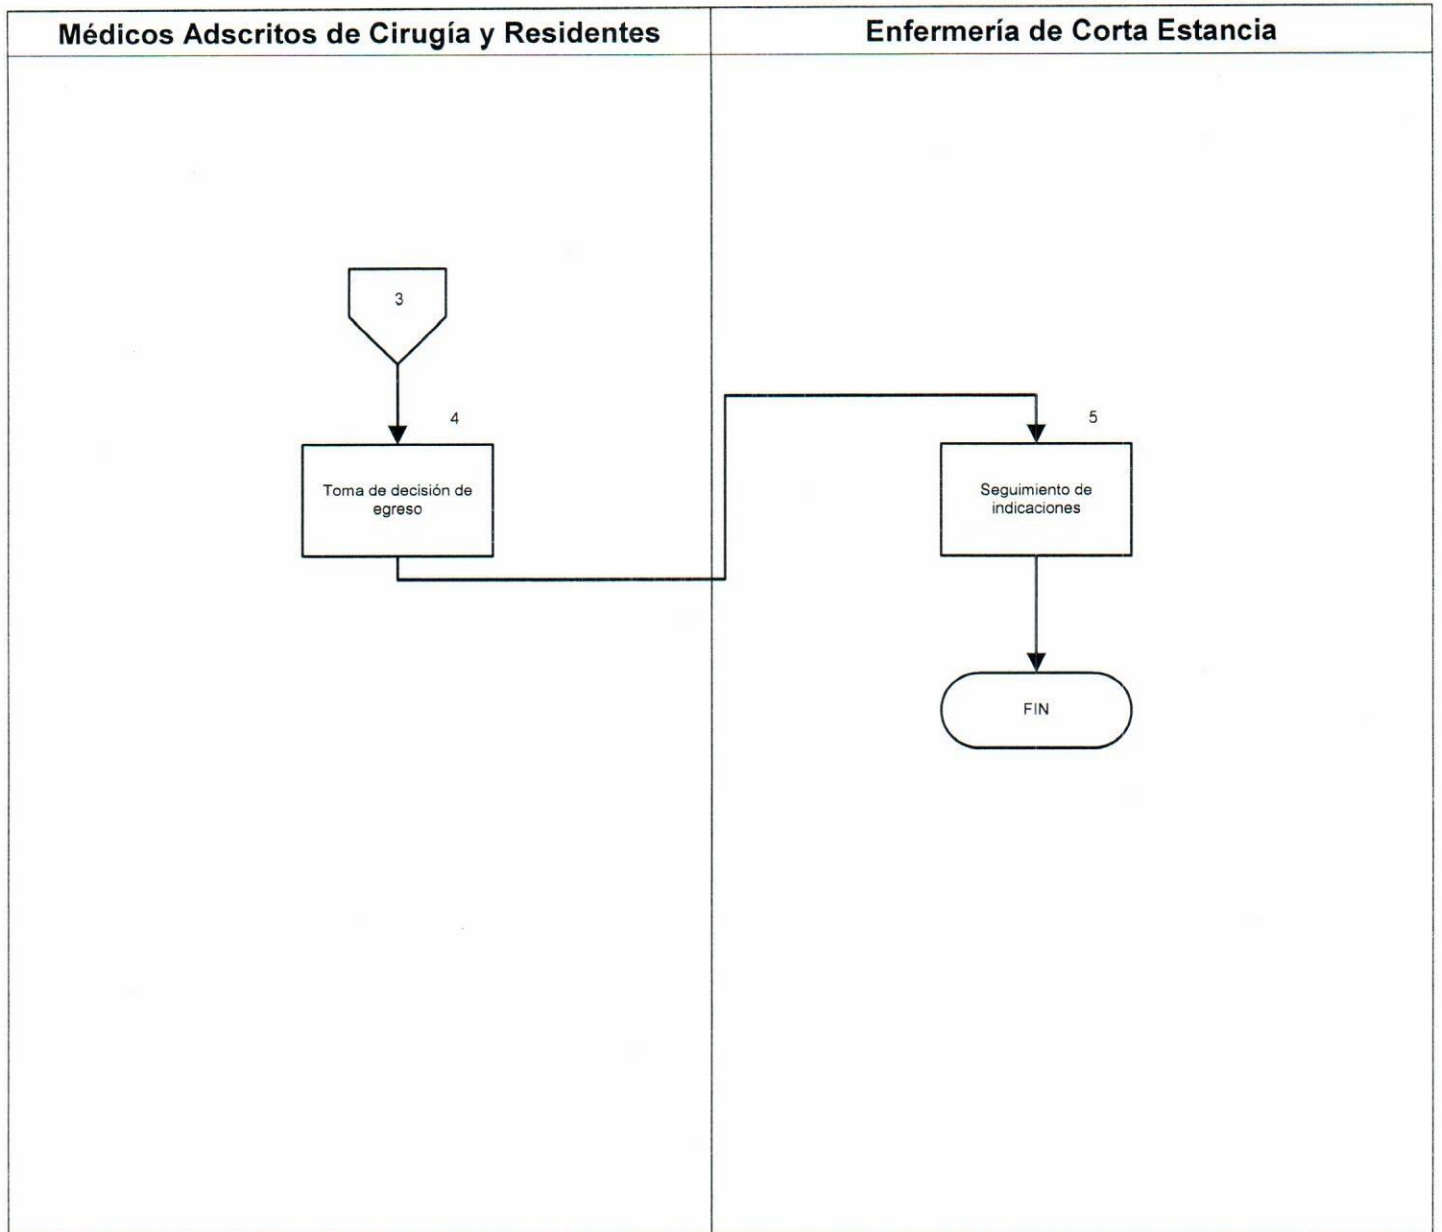 Médicos Adscritos de Cirugía y Residentes
Enfermería de Corta Estancia
3
4
Toma de decisión de
egreso
5
Seguimiento de
indicaciones
FIN